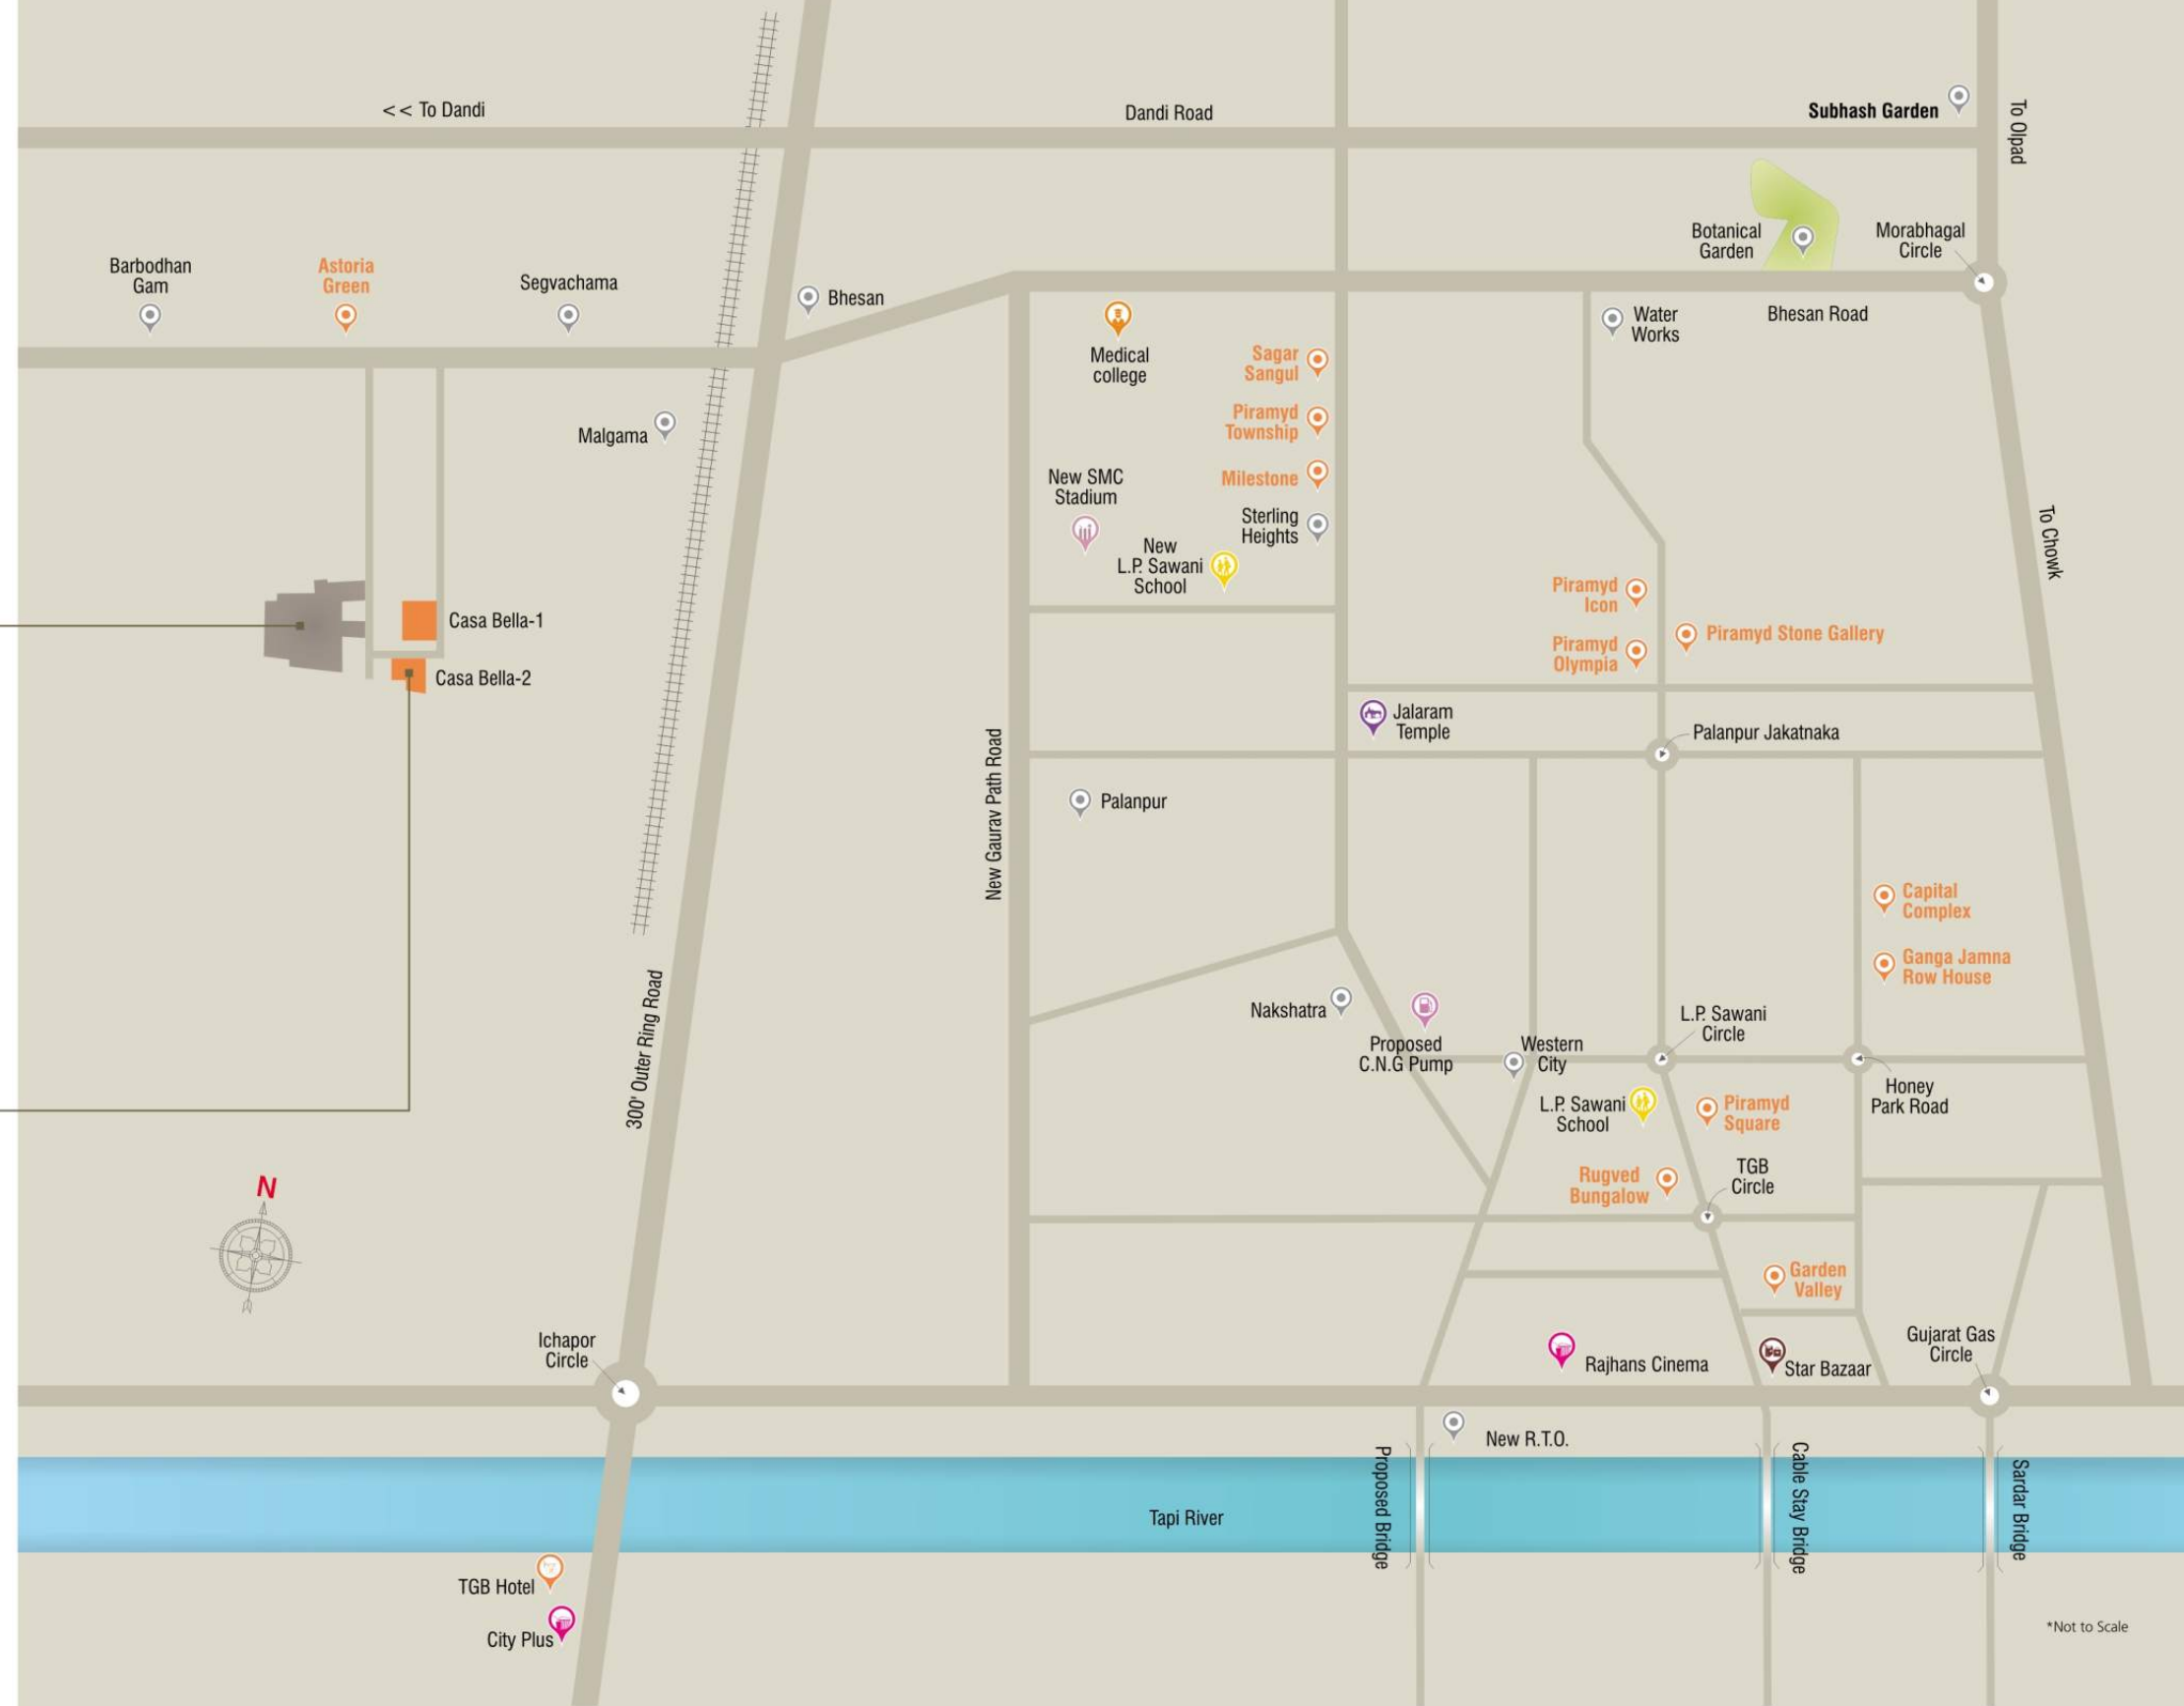 << To Dandi
Dandi Road
Subhash Garden
To Olpad
Botanical
Garden
Morabhagal
Circle
Barbodhan
Gam
Astoria
Green
Segvachama
Bhesan
Bhesan Road
Water
Works
Medical
college
Sagar
Sangul
Piramyd
Township
Milestone
Malgama
New SMC
Stadium
Sterling
Heights
New
L.P. Sawani
School
To Chowk
Piramyd
Icon
Piramyd Stone Gallery
Piramyd
Olympia
Casa Bella-1
Casa Bella-2
Jalaram
Temple
Palanpur Jakatnaka
New Gaurav Path Road
Palanpur
Capital
Complex
Ganga Jamna
Row House
300' Outer Ring Road
Nakshatra
Proposed
C.N.G Pump
Western
City
L.P. Sawani
Circle
Honey
Park Road
L.P. Sawani
School
Piramyd
Square
Rugved
Bungalow
TGB
Circle
N
Garden
Valley
Ichapor
Circle
Rajhans Cinema
Star Bazaar
Gujarat Gas
Circle
New R.T.O.
Proposed Bridge
Cable Stay Bridge
Sardar Bridge
Tapi River
TGB Hotel
City Plus
*Not to Scale